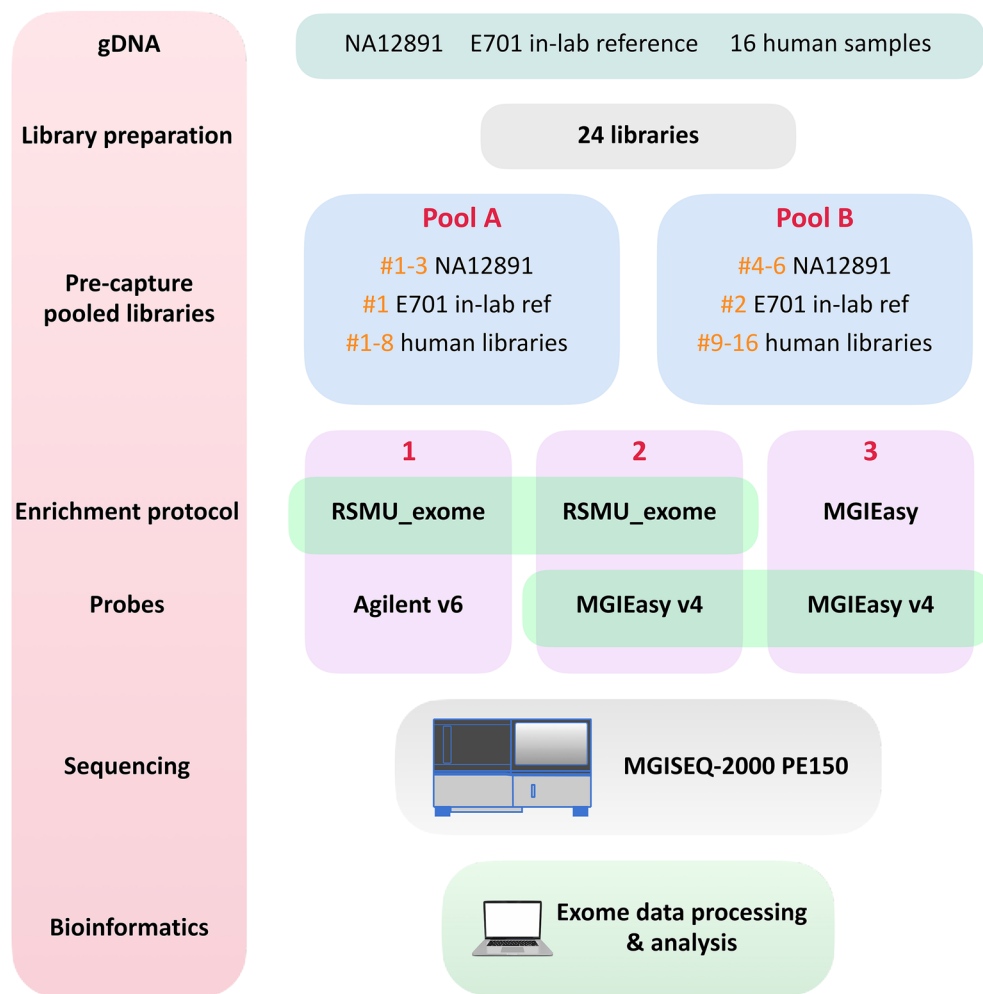 gDNA
NA12891 E701 in-lab reference 16 human samples
Library preparation
24 libraries
Pre-capture
pooled libraries
Pool A
#1-3 NA12891
#1 E701 in-lab ref
#1-8 human libraries
Pool B
#4-6 NA12891
#2 E701 in-lab ref
#9-16 human libraries
1
2
3
Enrichment protocol
RSMU_exome
RSMU_exome
MGIEasy
Probes
Agilent v6
MGIEasy v4
MGIEasy v4
Sequencing
MGISEQ-2000 PE150
Bioinformatics
Exome data processing
& analysis